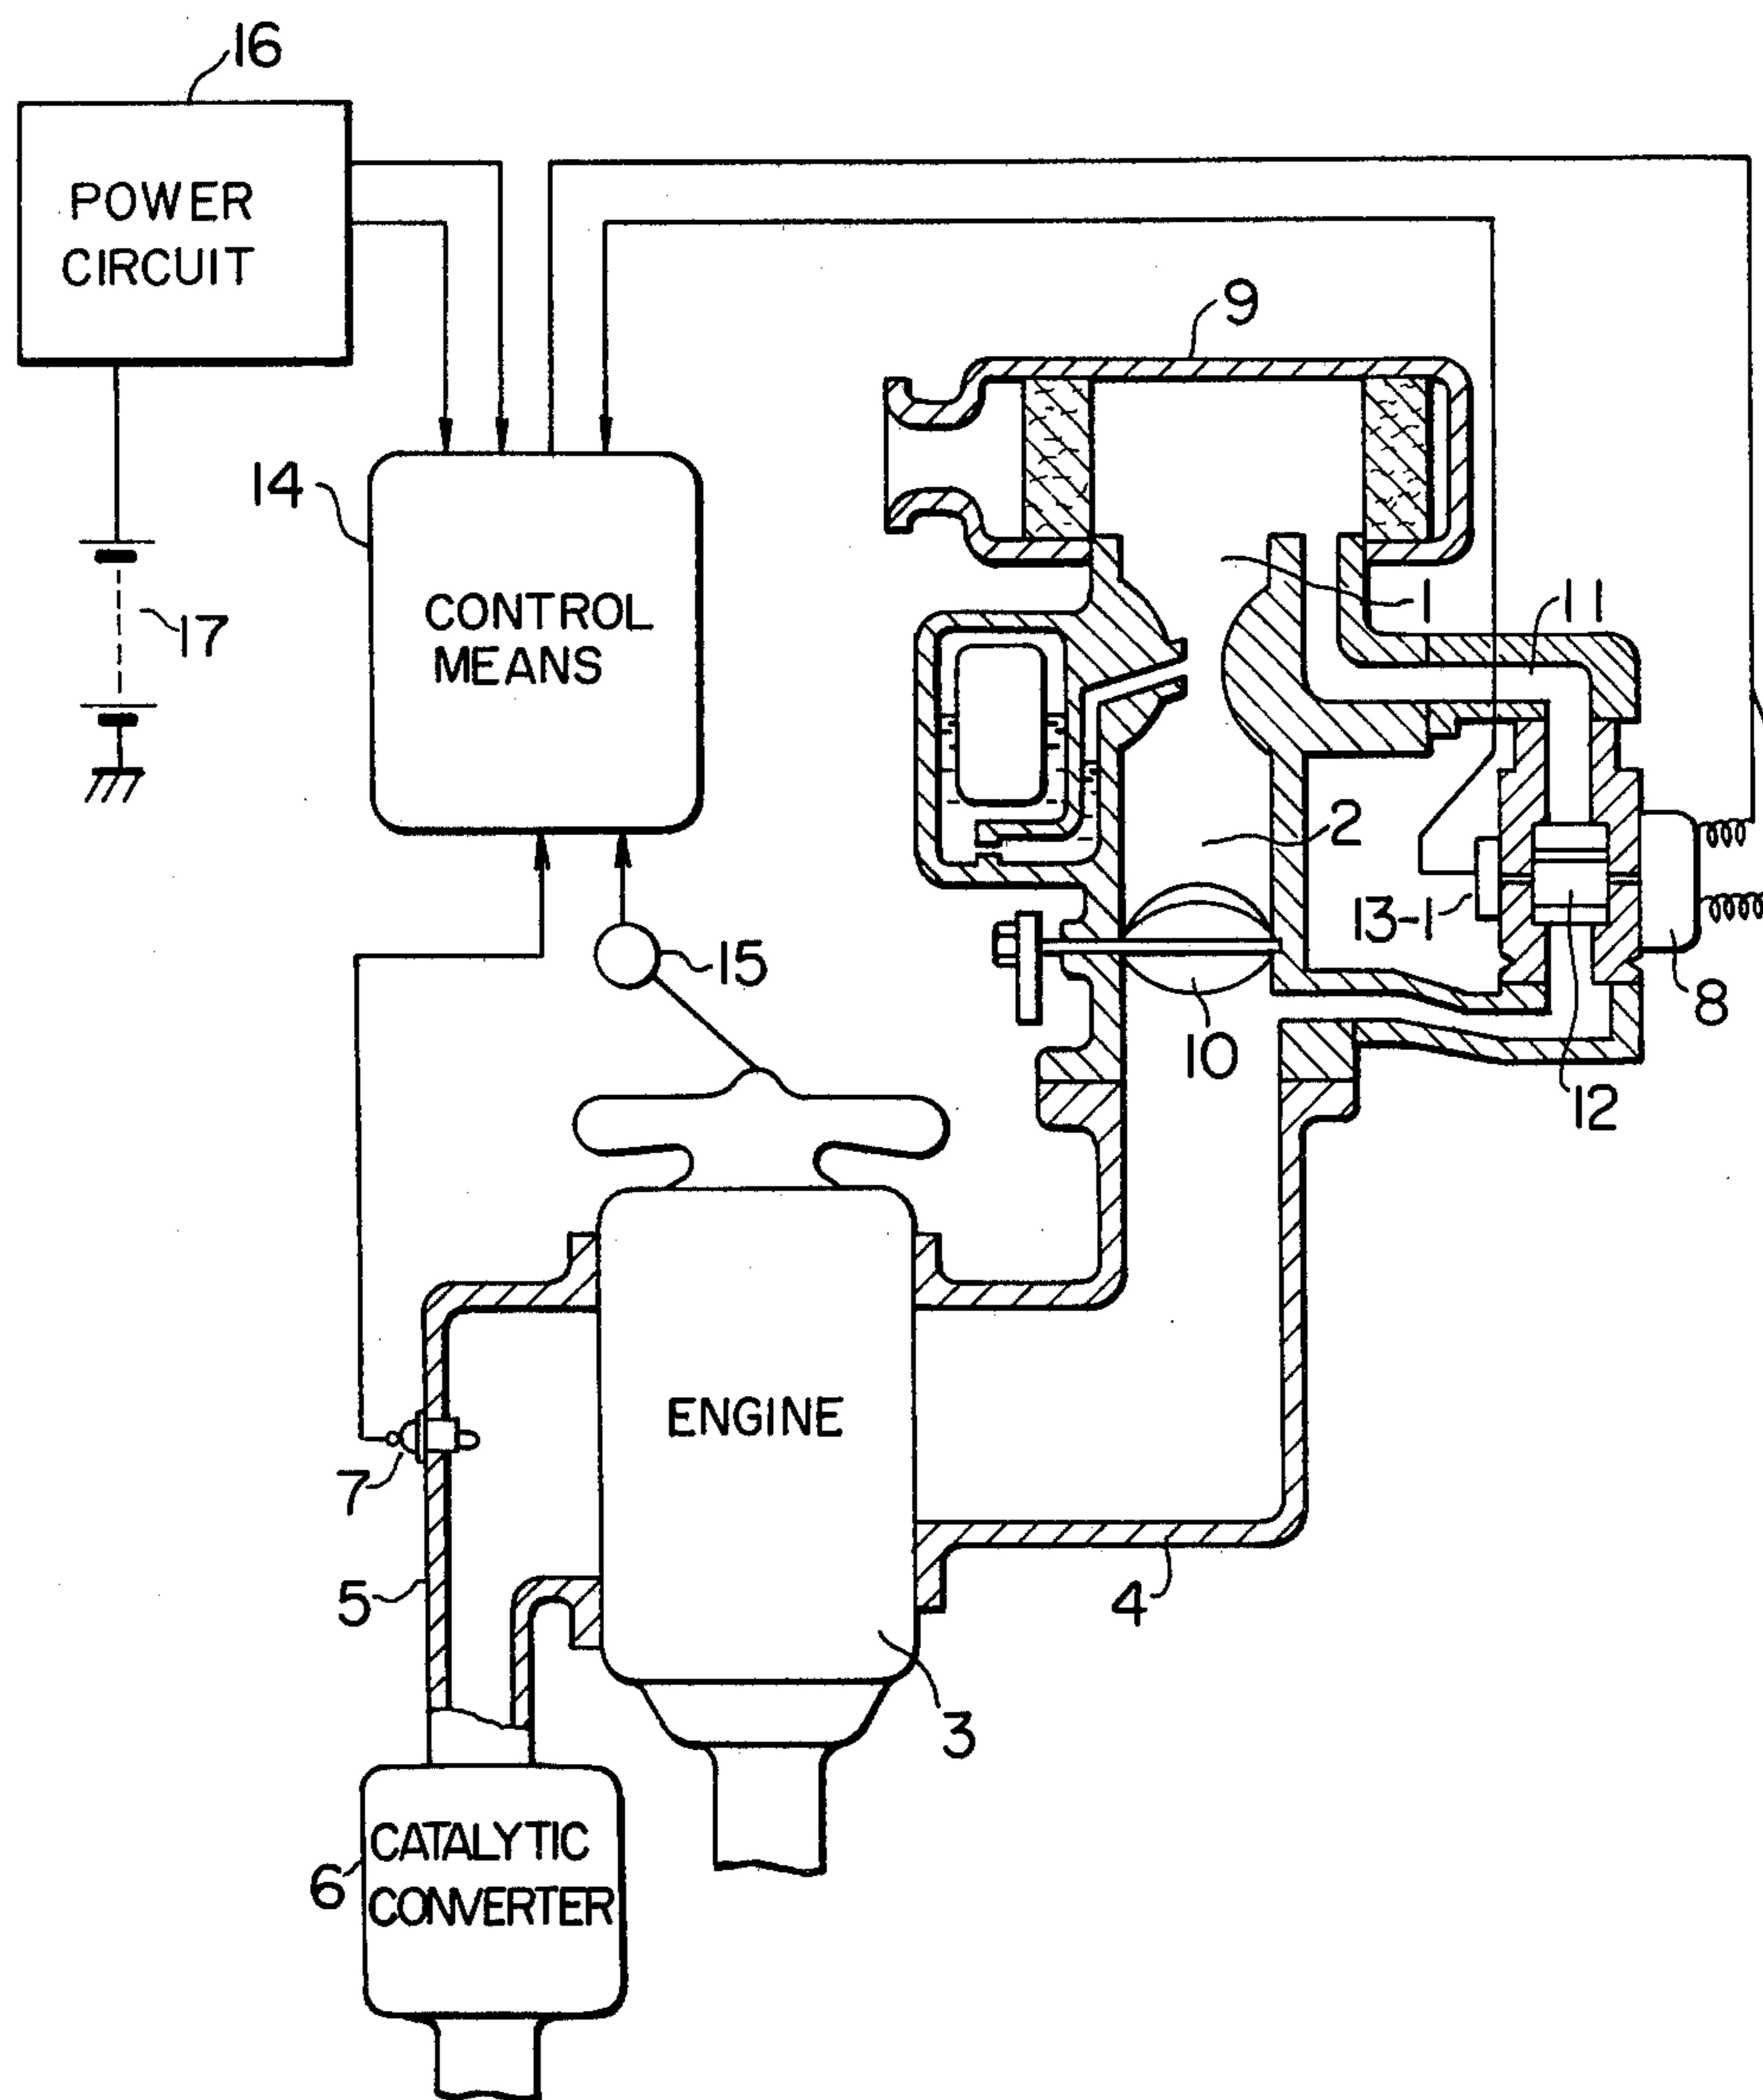 16
POWER
CIRCUIT
9
14
CONTROL
MEANS
17
1
11
2
13-1
15
8
10
12
ENGINE
7
5
4
3
CATALYTIC
6
CONVERTER